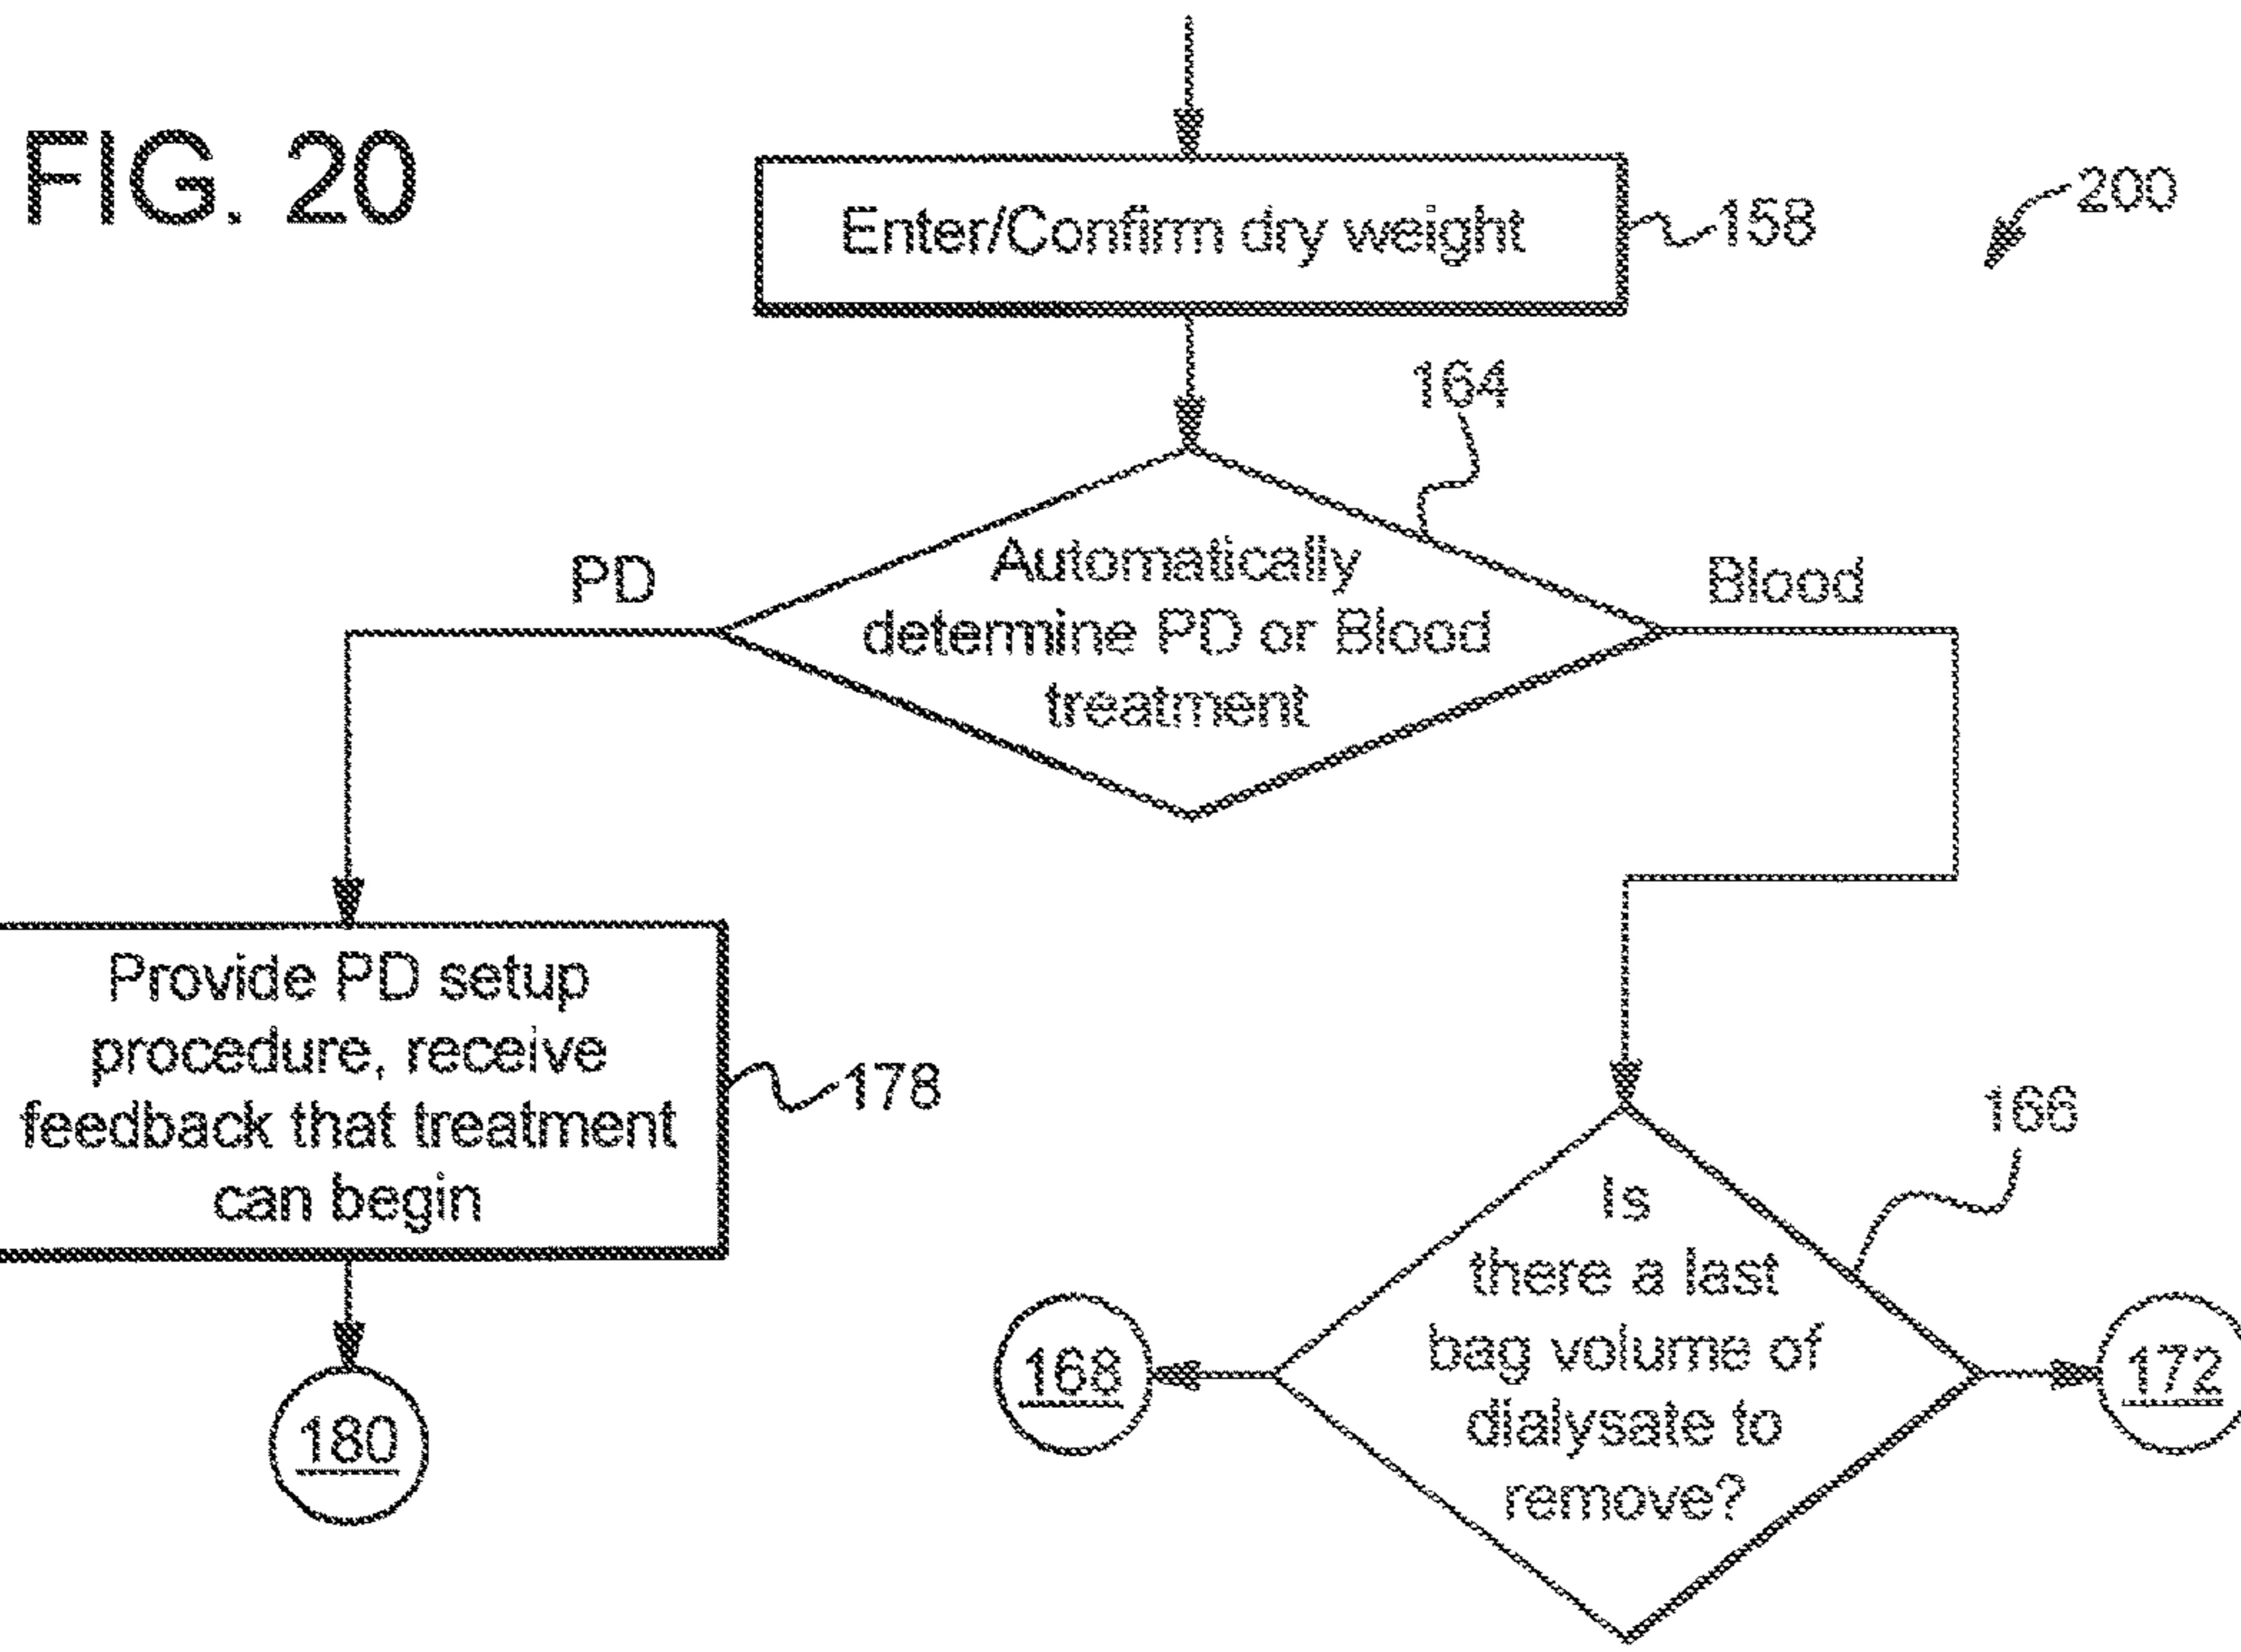 FIG. 20
Enter/Confirm dry weight
158
200
164
PD
Automatically
determine PD or Blood
treatment
Blood
Provide PD setup
procedure, receive
feedback that treatment
can begin
178
180
166
Is
there a last
bag volume of
dialysate to
remove?
168
172